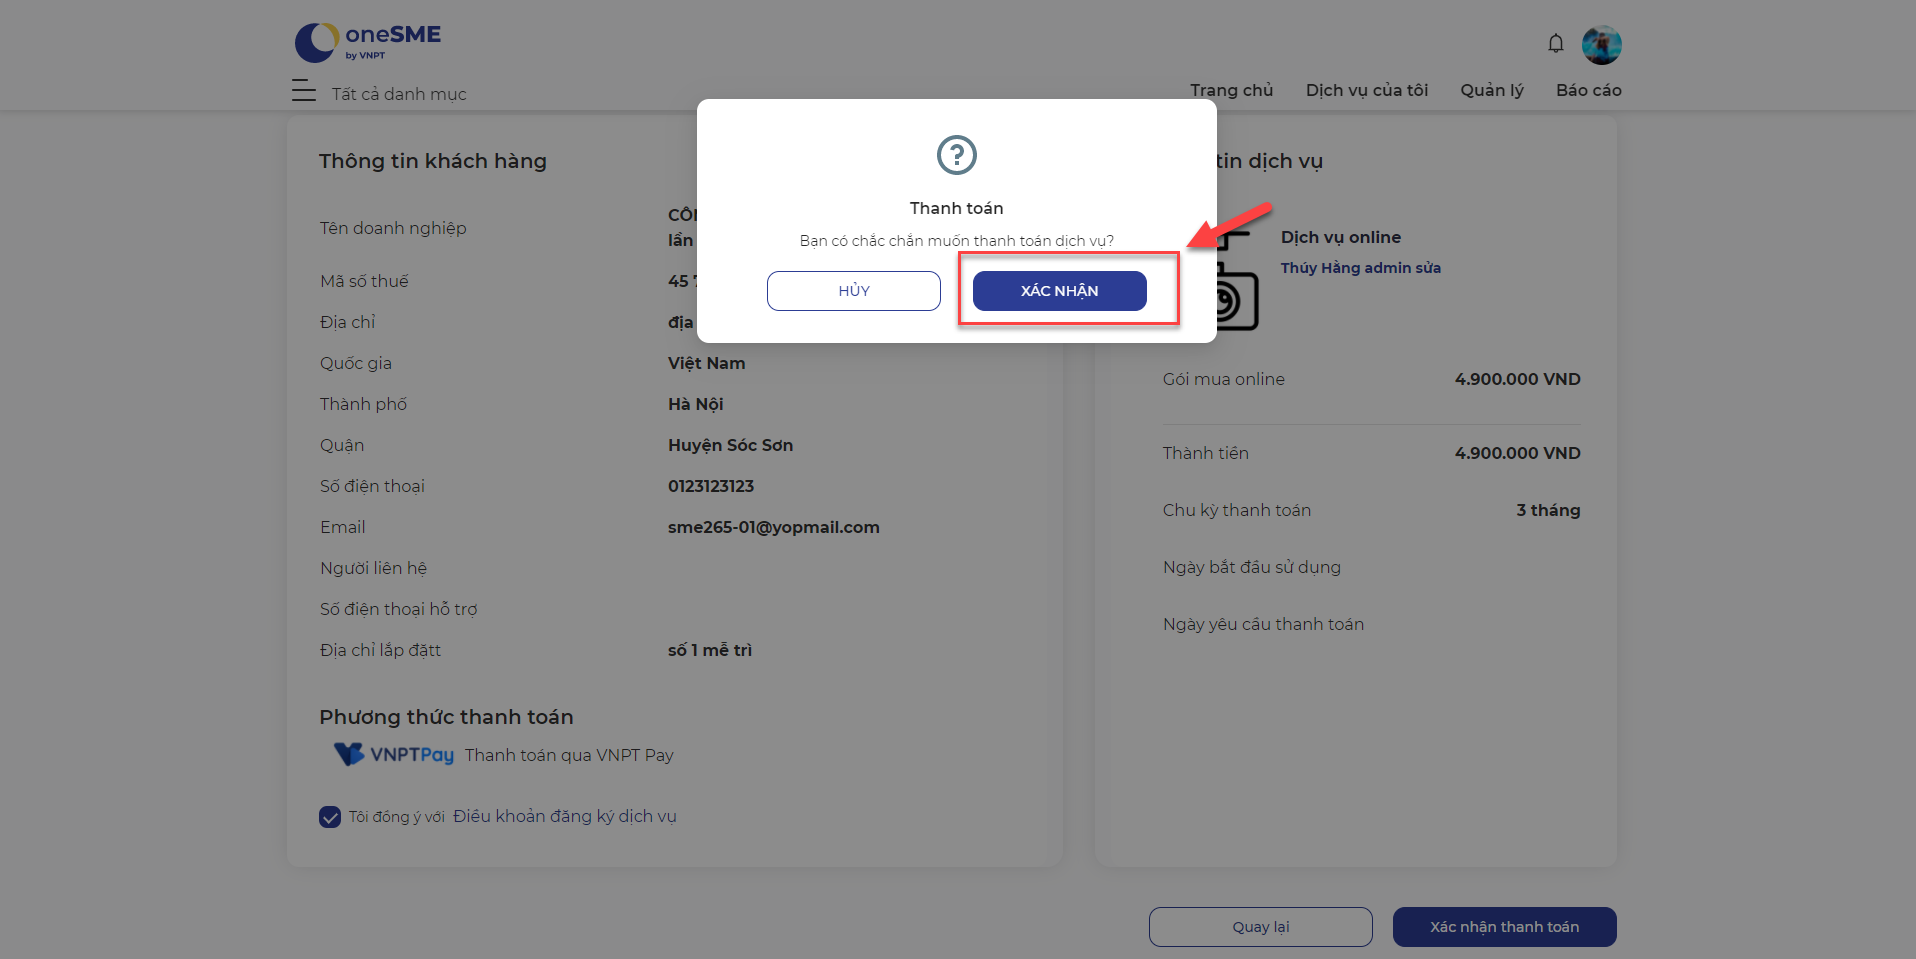 oneSME
by VNPT
Tất cả danh mục
Trang chủ
Dịch vụ của tôi
Quản lý
Báo cáo
Thanh toán
Bạn có chắc chắn muốn thanh toán dịch vụ?
HỦY
XÁC NHẬN
Thông tin khách hàng
Tên doanh nghiệp
lần
Mã số thuế
45
Địa chỉ
địa
Quốc gia
Việt Nam
Thành phố
Hà Nội
Quận
Huyện Sóc Sơn
Số điện thoại
0123123123
Email
sme265-01@yopmail.com
Người liên hệ
Số điện thoại hỗ trợ
Địa chỉ lắp đặtt
số 1 mễ trì
Phương thức thanh toán
VNPTPay Thanh toán qua VNPT Pay
Tôi đồng ý với Điều khoản đăng ký dịch vụ
tin dịch vụ
Dịch vụ online
Thúy Hằng admin sửa
Gói mua online
4.900.000 VND
Thành tiền
4.900.000 VND
Chu kỳ thanh toán
3 tháng
Ngày bắt đầu sử dụng
Ngày yêu cầu thanh toán
Quay lại
Xác nhận thanh toán